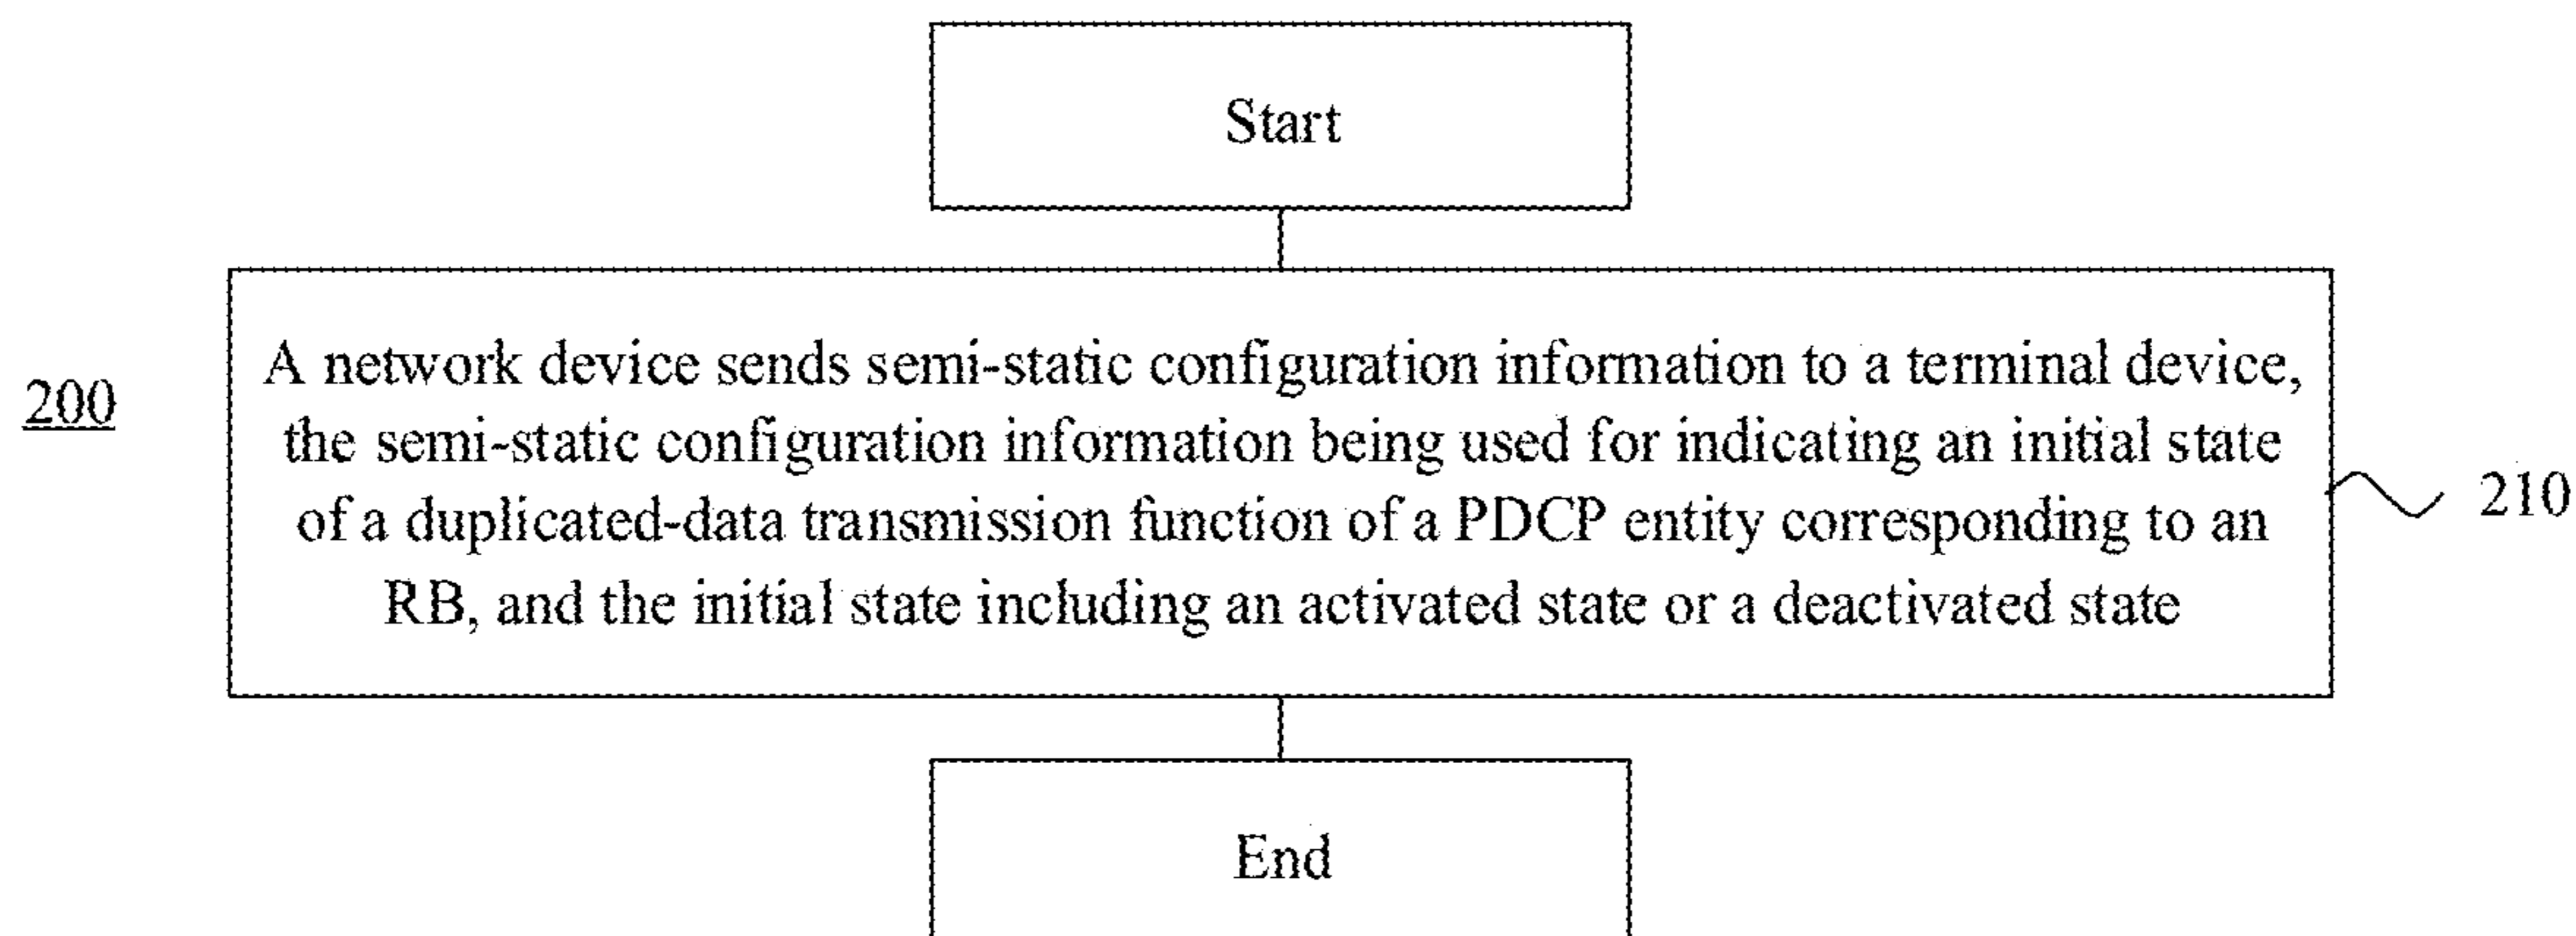 Start
200
A network device sends semi-static configuration information to a terminal device,
the semi-static configuration information being used for indicating an initial state
of a duplicated-data transmission function of a PDCP entity corresponding to an
RB, and the initial state including an activated state or a deactivated state
210
End